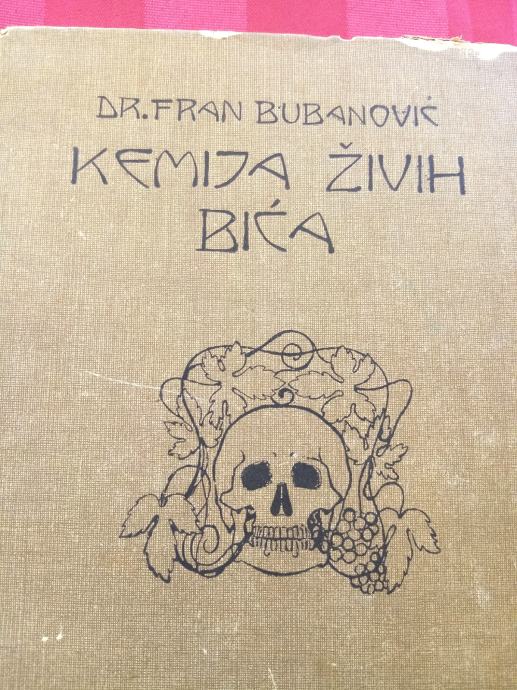 DR. FRAN BUBANOVIĆ
KEMIJA ŽIVIH
BIĆA